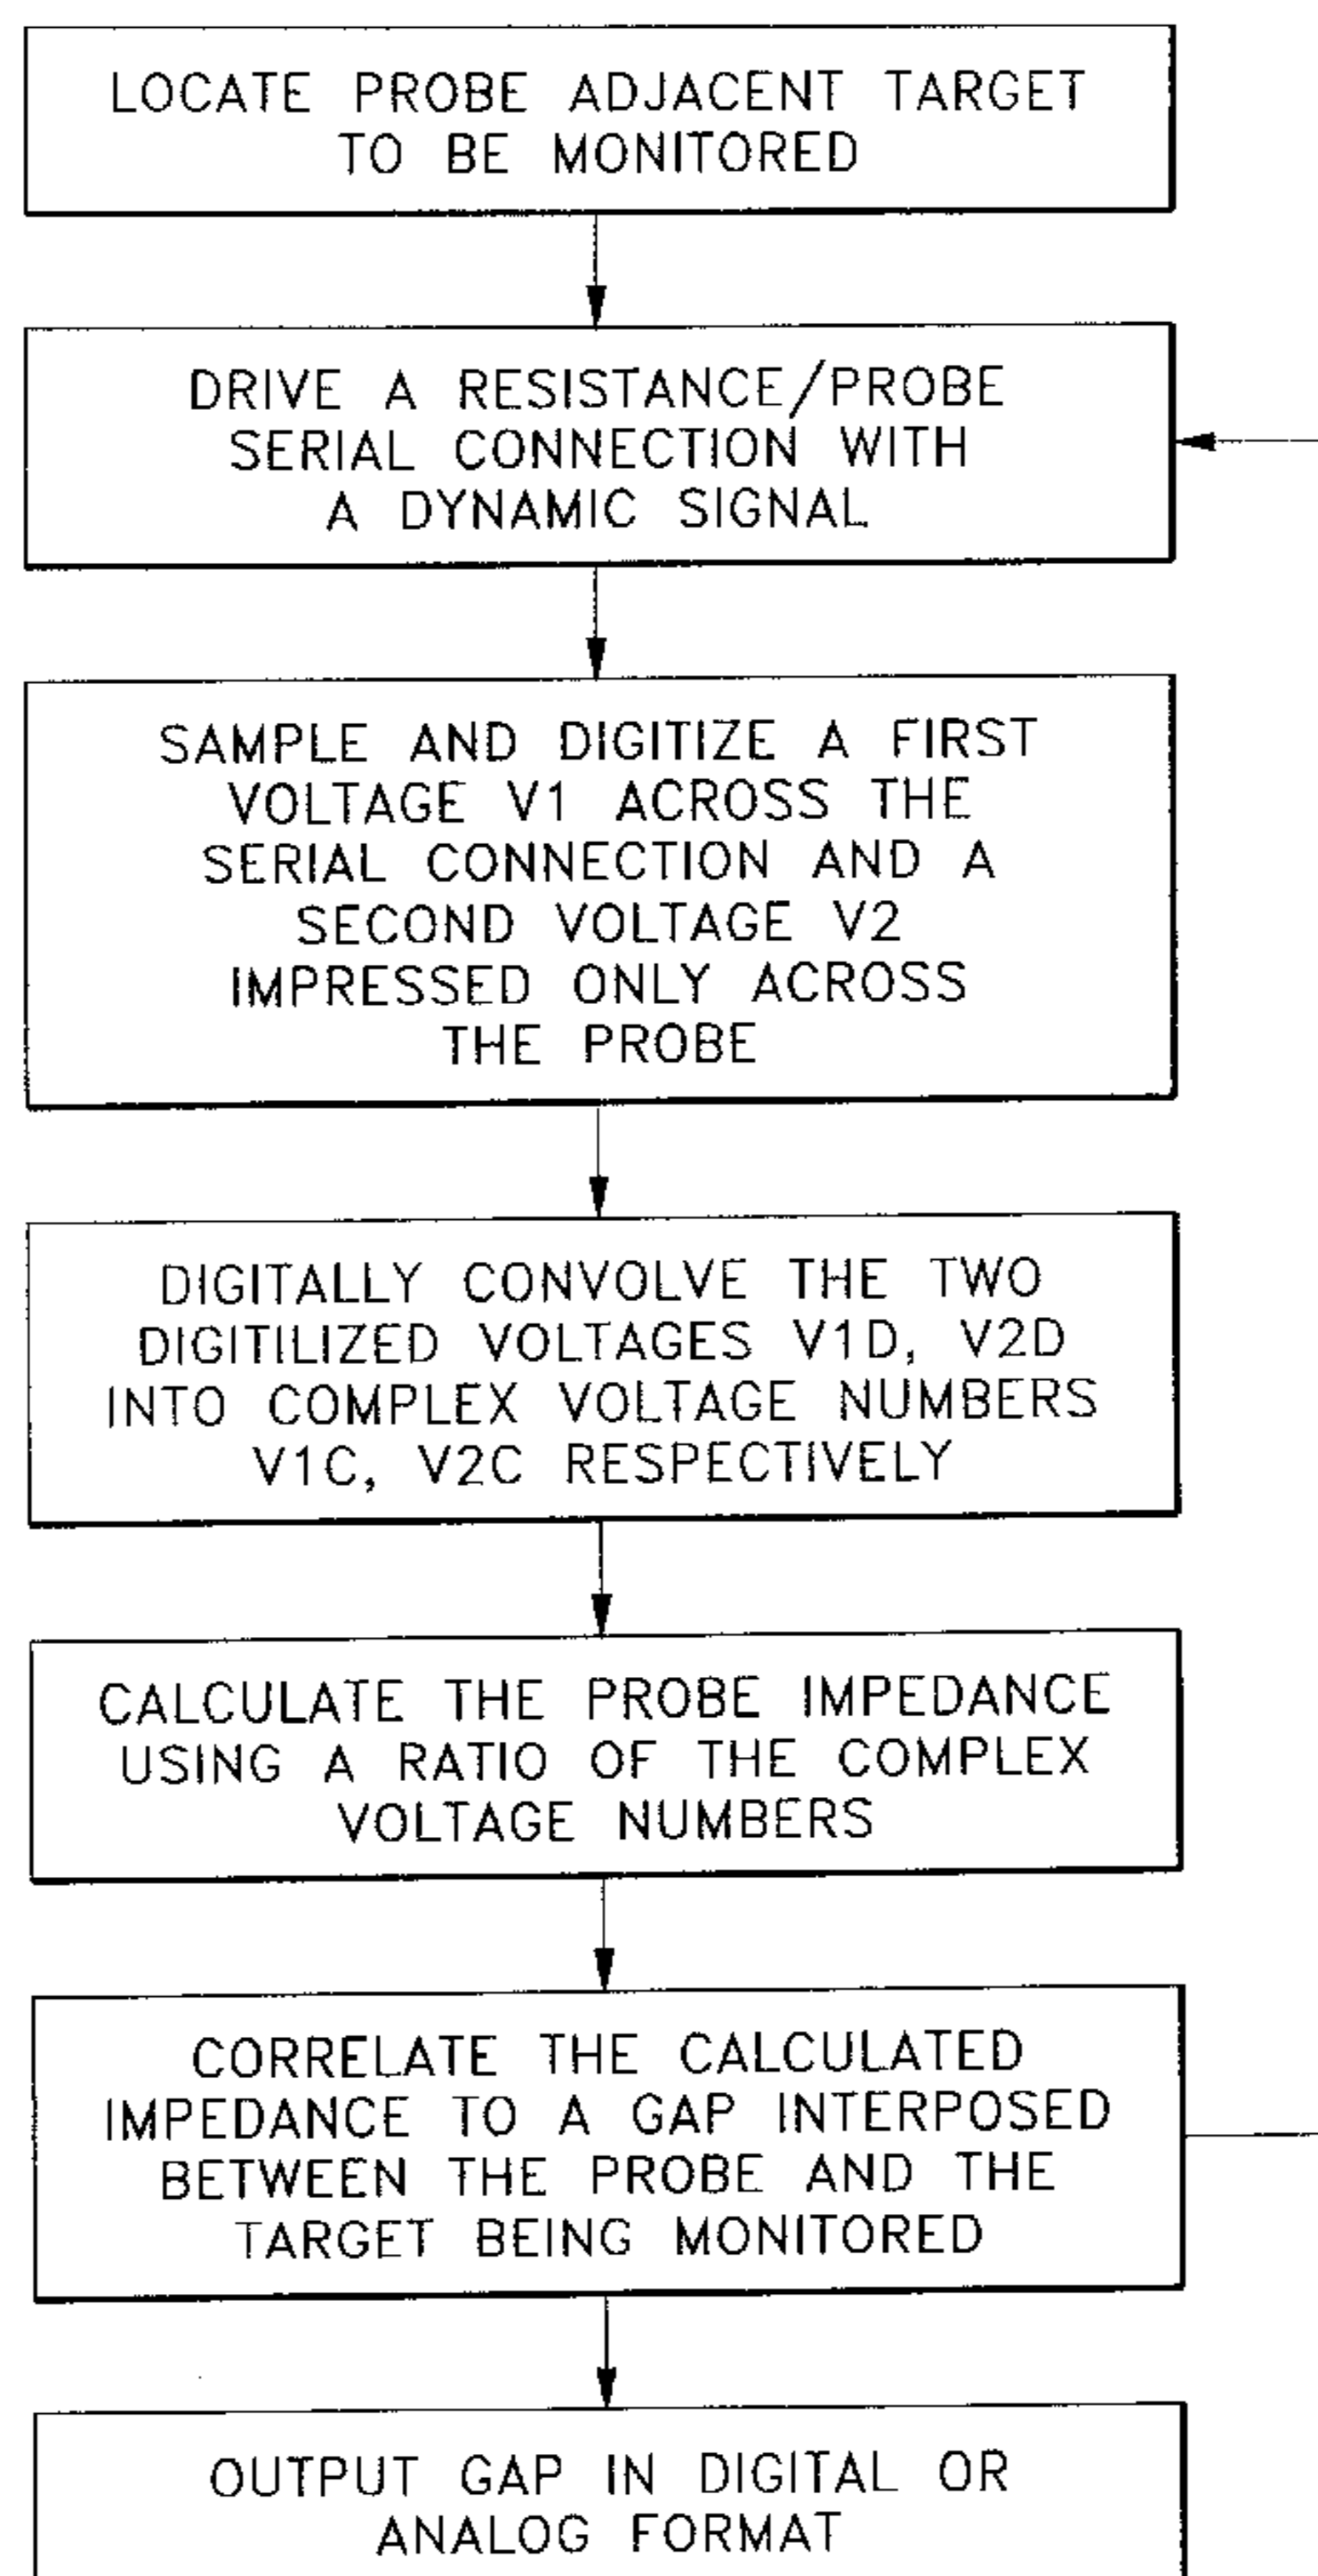 LOCATE PROBE ADJACENT TARGET
TO BE MONITORED
DRIVE A RESISTANCE/PROBE
SERIAL CONNECTION WITH
A DYNAMIC SIGNAL
SAMPLE AND DIGITIZE A FIRST
VOLTAGE V1 ACROSS THE
SERIAL CONNECTION AND A
SECOND VOLTAGE V2
IMPRESSED ONLY ACROSS
THE PROBE
DIGITALLY CONVOLVE THE TWO
DIGITILIZED VOLTAGES V1D, V2D
INTO COMPLEX VOLTAGE NUMBERS
V1C, V2C RESPECTIVELY
CALCULATE THE PROBE IMPEDANCE
USING A RATIO OF THE COMPLEX
VOLTAGE NUMBERS
CORRELATE THE CALCULATED
IMPEDANCE TO A GAP INTERPOSED
BETWEEN THE PROBE AND THE
TARGET BEING MONITORED
OUTPUT GAP IN DIGITAL OR
ANALOG FORMAT